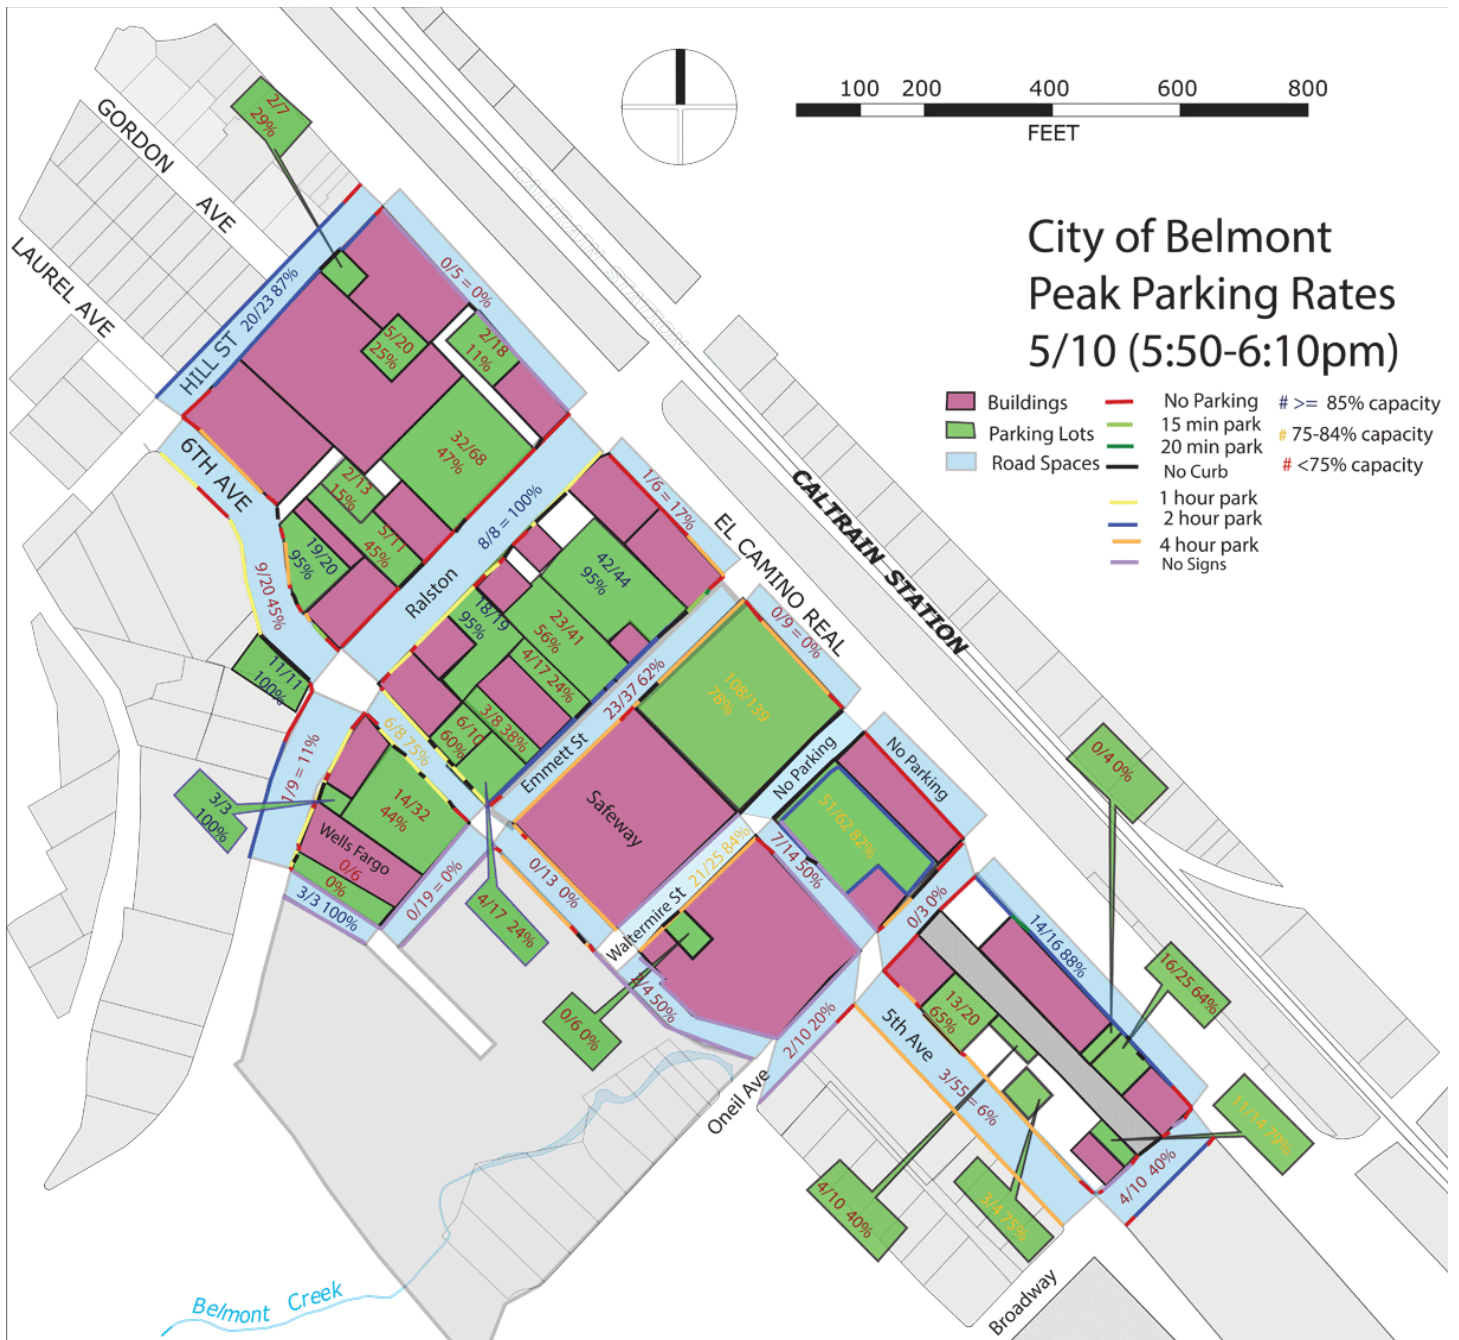 100 200 400 600 800
FEET
City of Belmont
Peak Parking Rates
5/10 (5:50-6:10pm)
Buildings
Parking Lots
Road Spaces
No Parking
15 min park
20 min park
No Curb
1 hour park
2 hour park
4 hour park
No Signs
# >= 85% capacity
# 75-84% capacity
# <75% capacity
GORDON AVE
LAUREL AVE
CALTRAIN STATION
CALTRAIN STATION
EL CAMINO REAL
2/7
29%
HILL ST 20/23 87%
0/5 = 0%
5/20
25%
2/18
11%
32/68
47%
6TH AVE
2/13
15%
5/11
45%
19/20
95%
9/20 45%
11/11
100%
Ralston 8/8 = 100%
1/6 = 17%
42/44
95%
18/19
95%
23/41
56%
4/17 24%
3/8 38%
6/10
60%
6/8 75%
Emmett St 23/37 62%
0/9 = 0%
108/139
78%
1/9 = 11%
3/3
100%
14/32
44%
Wells Fargo
0/6
0%
3/3 100%
0/19 = 0%
4/17 24%
Safeway
0/13 0%
No Parking
No Parking
51/62 82%
7/14 50%
Waltermire St 21/25 84%
0/6 0%
2/4 50%
2/10 20%
Oneil Ave
0/3 0%
14/16 88%
0/4 0%
16/25 64%
13/20
65%
5th Ave 3/55 = 6%
11/14 79%
4/10 40%
4/10 40%
3/4 75%
Broadway
Belmont Creek